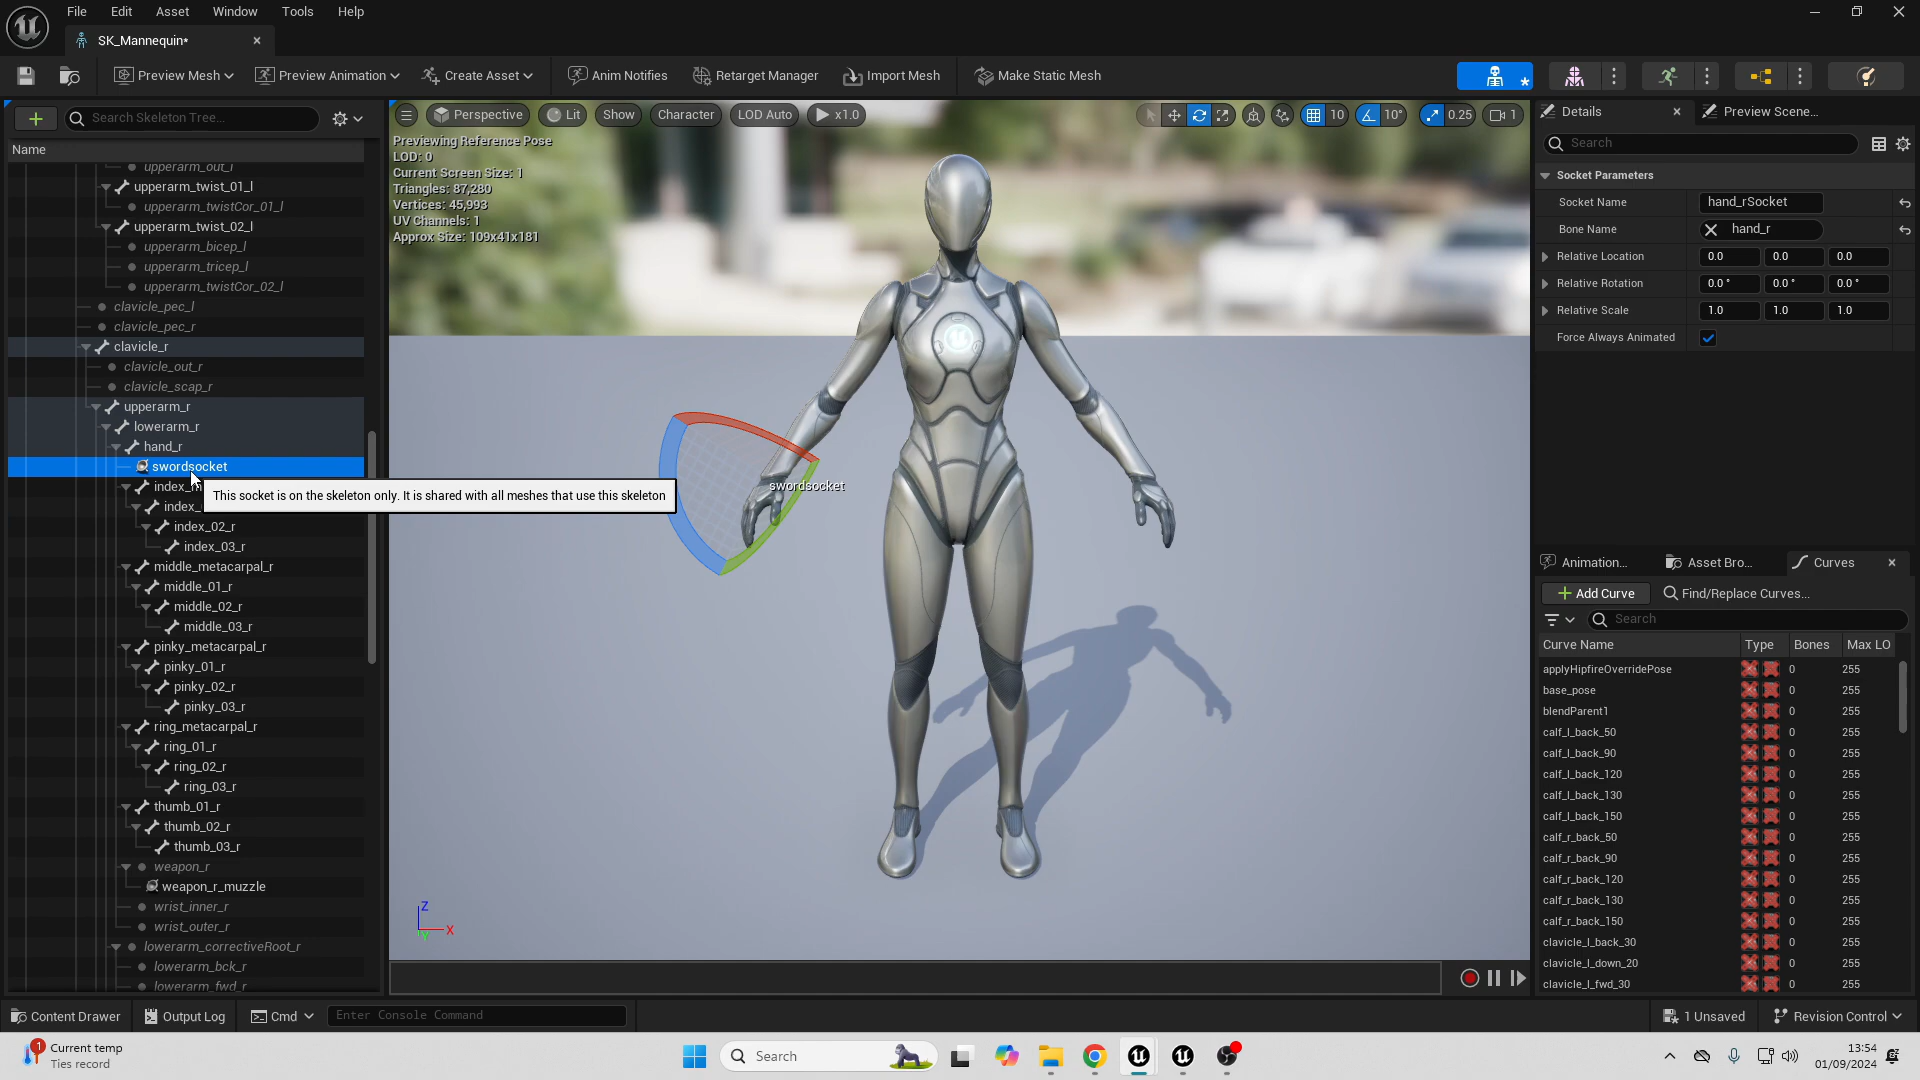 File Edit Asset Window Tools Help
SK_Mannequin*
Preview Mesh Preview Animation Create Asset Anim Notifies Retarget Manager Import Mesh Make Static Mesh
Search Skeleton Tree...
Name
upperarm_out_l
upperarm_twist_01_l
upperarm_twistCor_01_l
upperarm_twist_02_l
upperarm_bicep_l
upperarm_tricep_l
upperarm_twistCor_02_l
clavicle_pec_l
clavicle_pec_r
clavicle_r
clavicle_out_r
clavicle_scap_r
upperarm_r
lowerarm_r
hand_r
swordsocket
This socket is on the skeleton only. It is shared with all meshes that use this skeleton
index_02_r
index_03_r
middle_metacarpal_r
middle_01_r
middle_02_r
middle_03_r
pinky_metacarpal_r
pinky_01_r
pinky_02_r
pinky_03_r
ring_metacarpal_r
ring_01_r
ring_02_r
ring_03_r
thumb_01_r
thumb_02_r
thumb_03_r
weapon_r
weapon_r_muzzle
wrist_inner_r
wrist_outer_r
lowerarm_correctiveRoot_r
lowerarm_bck_r
lowerarm_fwd_r
Perspective Lit Show Character LOD Auto x1.0 10 10° 0.25 1
Previewing Reference Pose
LOD: 0
Current Screen Size: 1
Triangles: 87,280
Vertices: 45,993
UV Channels: 1
Approx Size: 109x41x181
swordsocket
Z
X
Y
Details Preview Scene...
Search
Socket Parameters
Socket Name hand_rSocket
Bone Name hand_r
Relative Location 0.0 0.0 0.0
Relative Rotation 0.0 ° 0.0 ° 0.0 °
Relative Scale 1.0 1.0 1.0
Force Always Animated
Animation... Asset Bro... Curves
Add Curve Find/Replace Curves...
Search
Curve Name Type Bones Max LO
applyHipfireOverridePose 0 255
base_pose 0 255
blendParent1 0 255
calf_l_back_50 0 255
calf_l_back_90 0 255
calf_l_back_120 0 255
calf_l_back_130 0 255
calf_l_back_150 0 255
calf_r_back_50 0 255
calf_r_back_90 0 255
calf_r_back_120 0 255
calf_r_back_130 0 255
calf_r_back_150 0 255
clavicle_l_back_30 0 255
clavicle_l_down_20 0 255
clavicle_l_fwd_30 0 255
Content Drawer Output Log Cmd Enter Console Command 1 Unsaved Revision Control
1 Current temp
Ties record
Search
13:54
01/09/2024